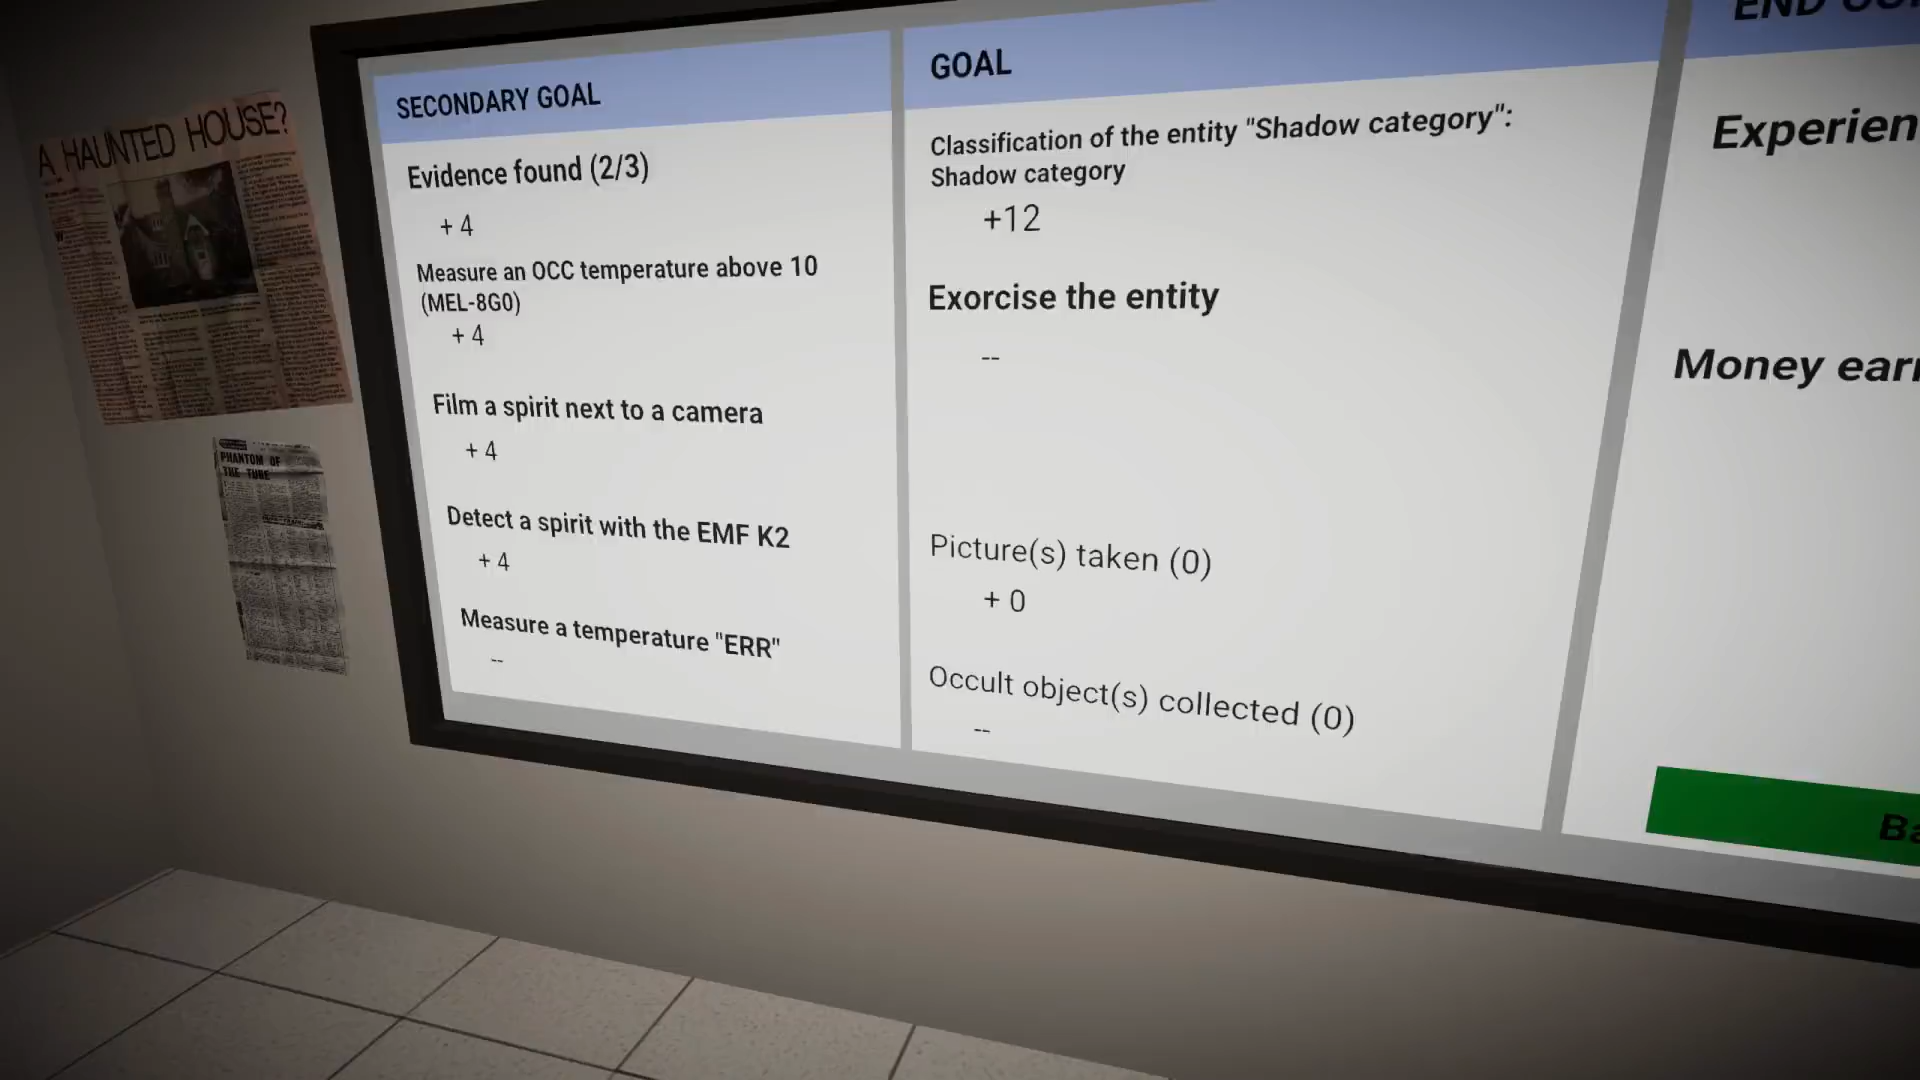 A HAUNTED HOUSE?
PHANTOM OF
THE TUBE
SECONDARY GOAL
Evidence found (2/3)
+ 4
Measure an OCC temperature above 10
(MEL-8G0)
+ 4
Film a spirit next to a camera
+ 4
Detect a spirit with the EMF K2
+ 4
Measure a temperature "ERR"
--
GOAL
Classification of the entity "Shadow category":
Shadow category
+12
Exorcise the entity
--
Picture(s) taken (0)
+ 0
Occult object(s) collected (0)
--
END
Experien
Money earn
Ba